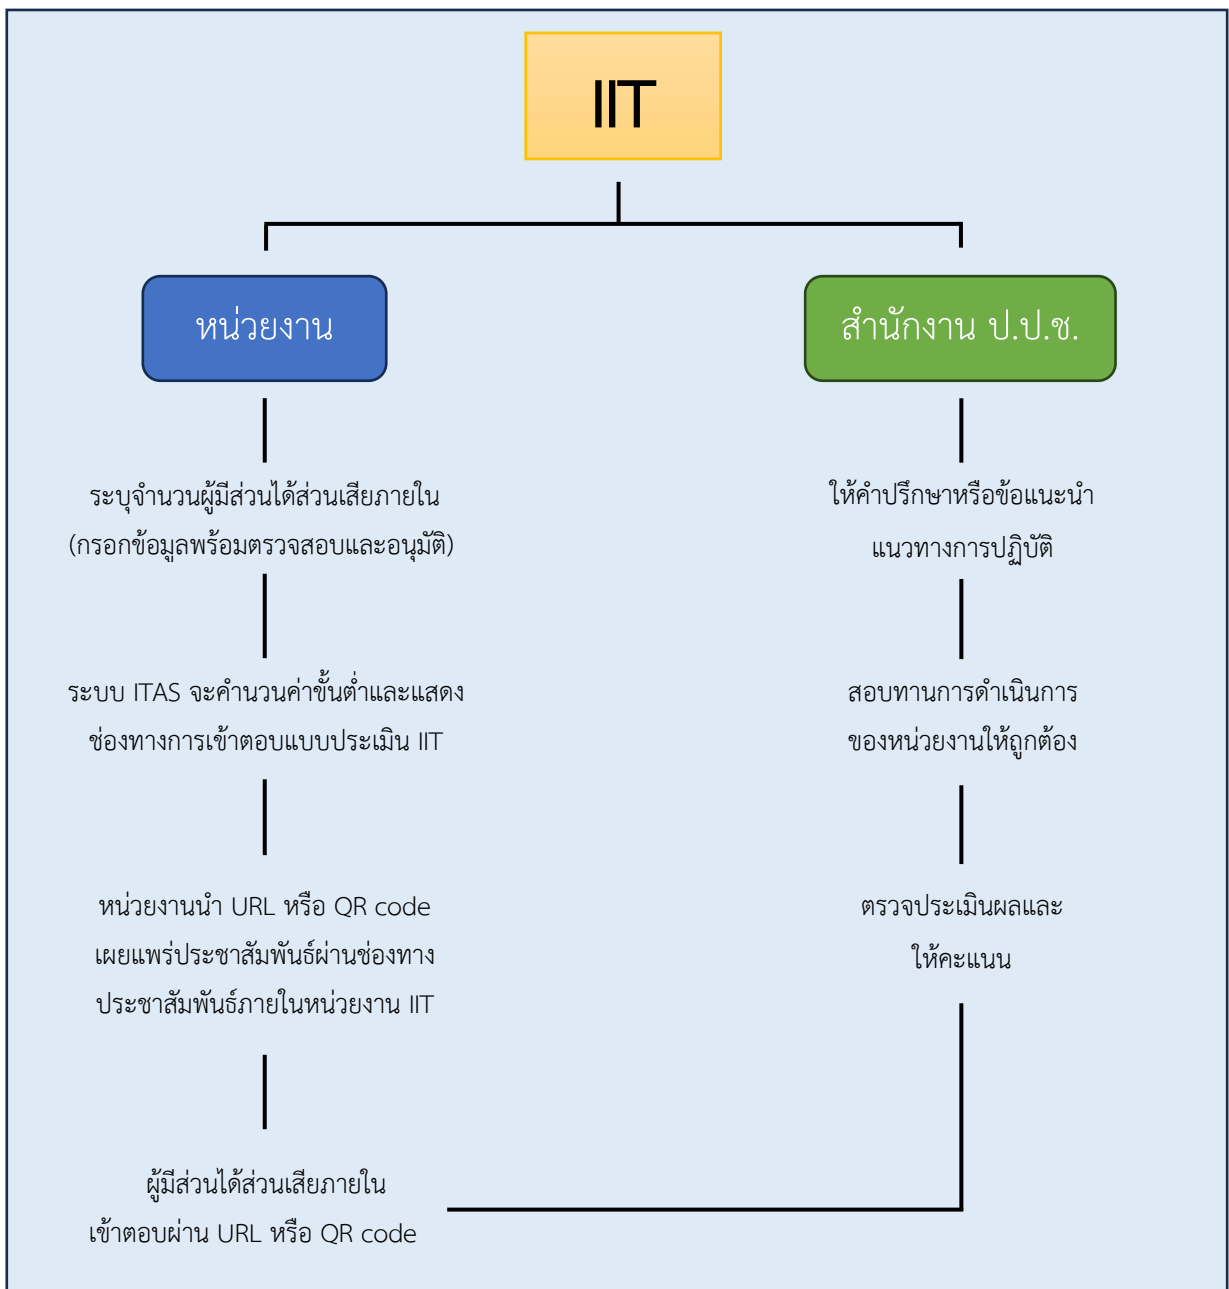 IIT
หน่วยงาน
ระบุจำนวนผู้มีส่วนได้ส่วนเสียภายใน
(กรอกข้อมูลพร้อมตรวจสอบและอนุมัติ)
ระบบ ITAS จะคำนวนค่าขั้นต่ำและแสดง
ช่องทางการเข้าตอบแบบประเมิน IIT
หน่วยงานนำ URL หรือ QR code
เผยแพร่ประชาสัมพันธ์ผ่านช่องทาง
ประชาสัมพันธ์ภายในหน่วยงาน IIT
ผู้มีส่วนได้ส่วนเสียภายใน
เข้าตอบผ่าน URL หรือ QR code
สำนักงาน ป.ป.ช.
ให้คำปรึกษาหรือข้อแนะนำ
แนวทางการปฏิบัติ
สอบทานการดำเนินการ
ของหน่วยงานให้ถูกต้อง
ตรวจประเมินผลและ
ให้คะแนน